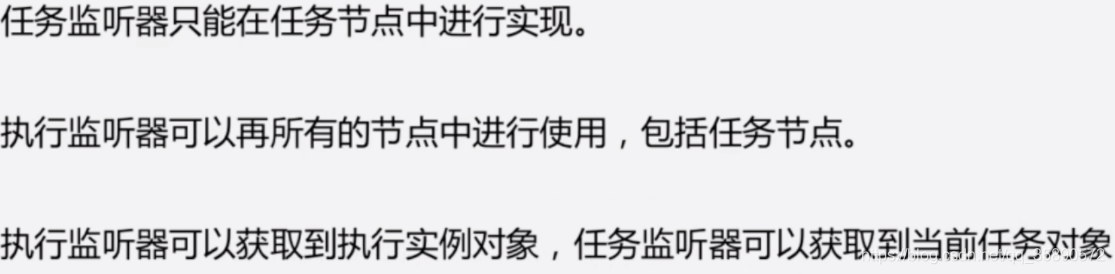 任务监听器只能在任务节点中进行实现。
执行监听器可以再所有的节点中进行使用，包括任务节点。
执行监听器可以获取到执行实例对象，任务监听器可以获取到当前任务对象